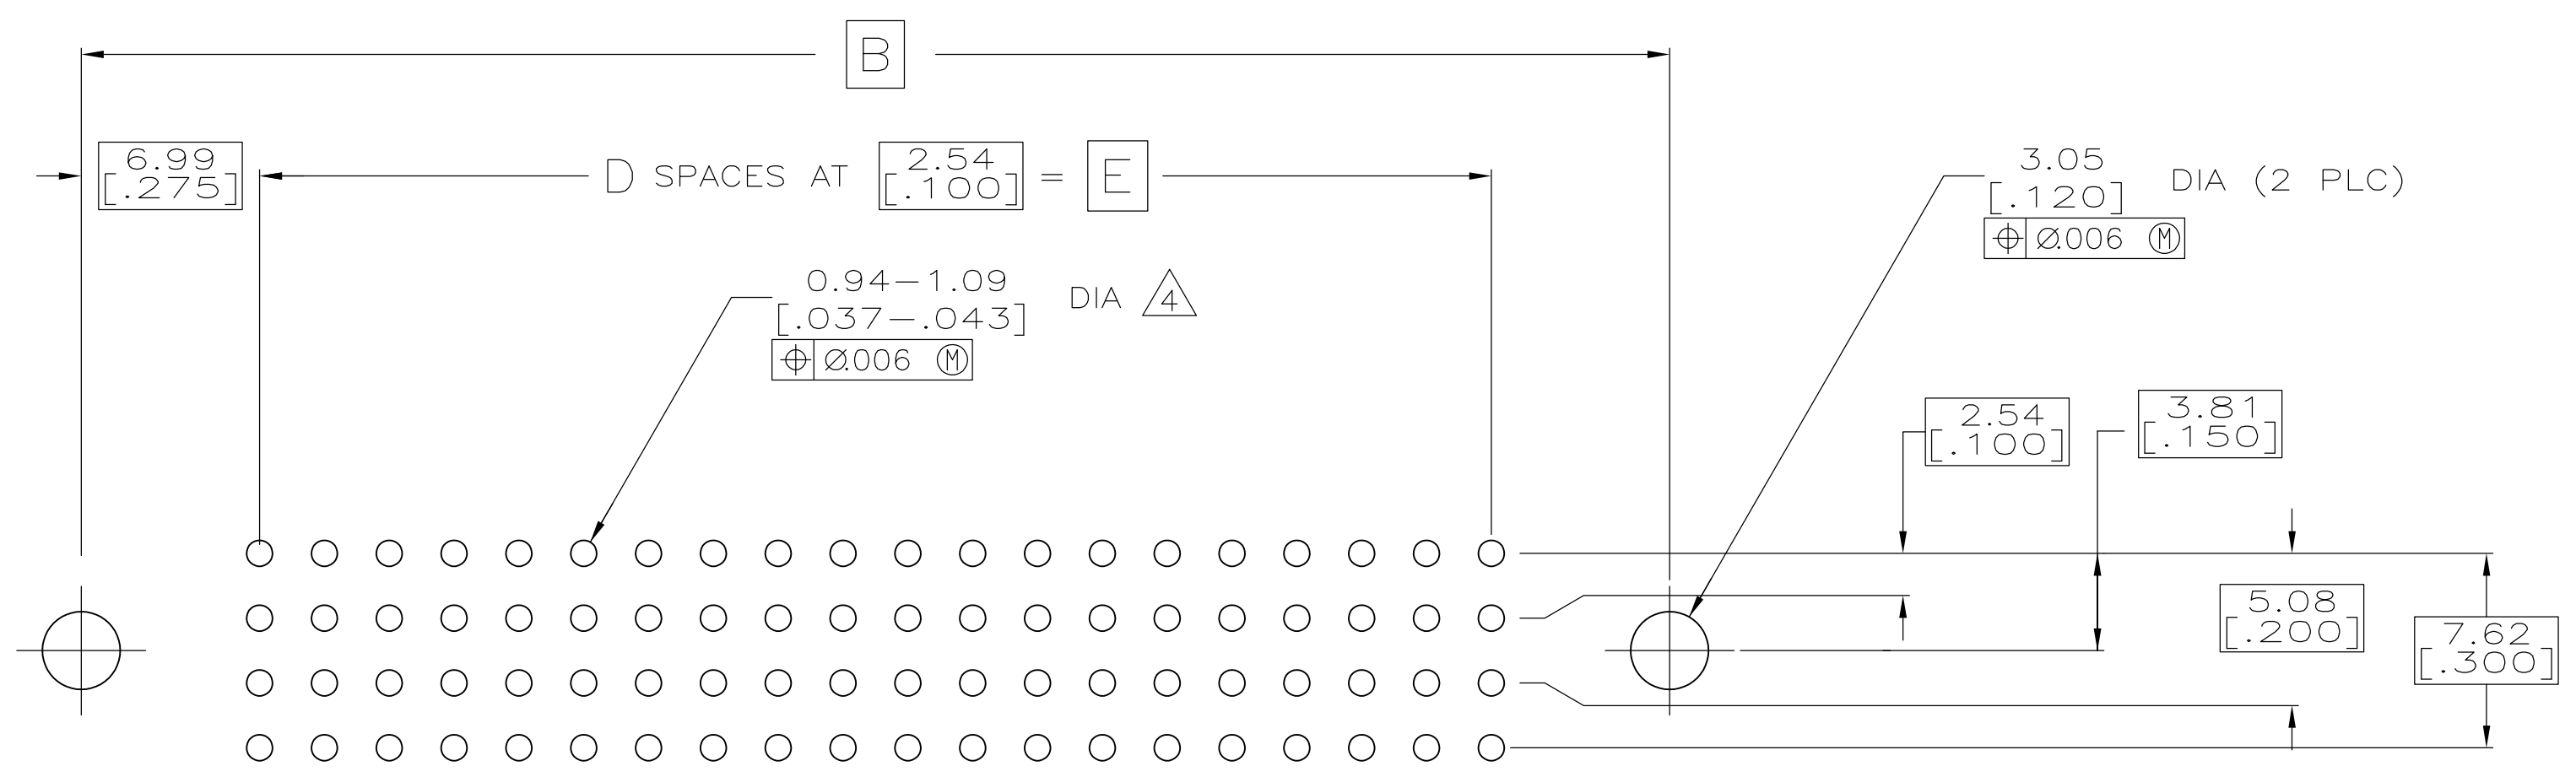 B
6.99
[.275]
D SPACES AT 2.54 = E
[.100]
3.05
[.120] DIA (2 PLC)
⌖ Ø.006 Ⓜ
0.94-1.09
[.037-.043] DIA 4
⌖ Ø.006 Ⓜ
2.54
[.100]
3.81
[.150]
5.08
[.200]
7.62
[.300]